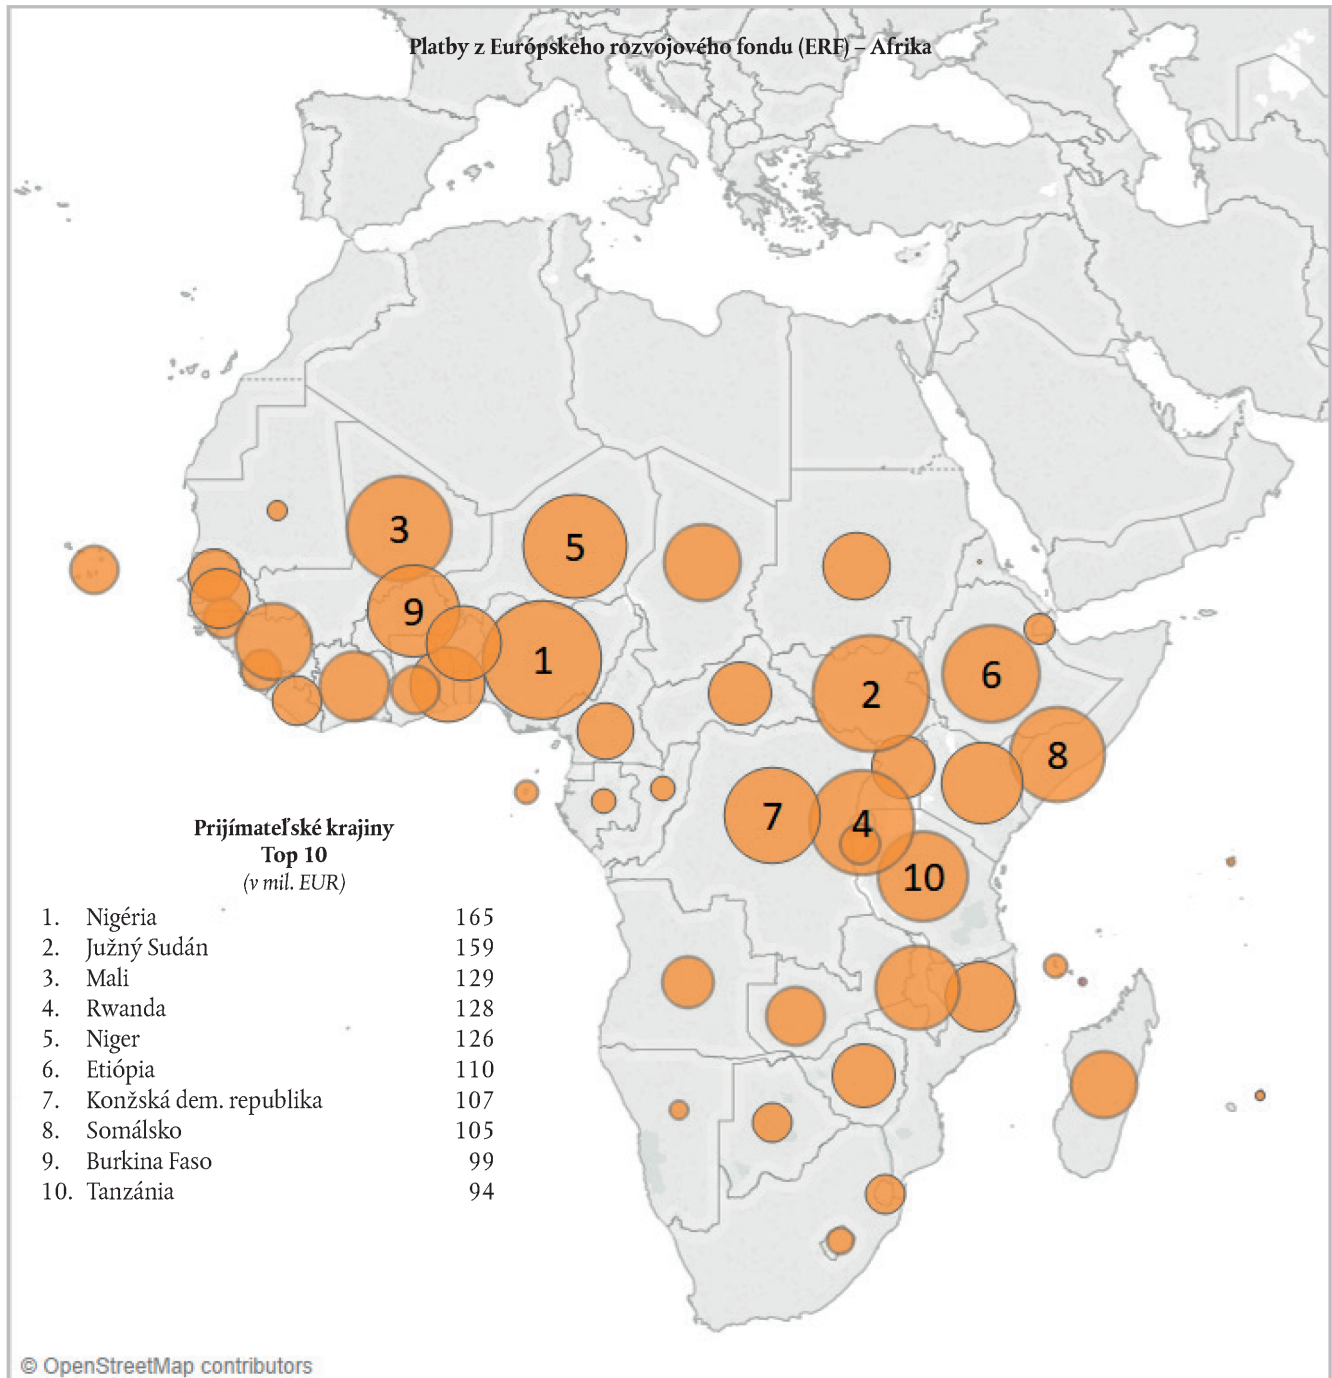 Platby z Európskeho rozvojového fondu (ERF) – Afrika
3
5
9
1
2
6
8
7
4
10
Prijímateľské krajiny
Top 10
(v mil. EUR)
1. Nigéria 165
2. Južný Sudán 159
3. Mali 129
4. Rwanda 128
5. Niger 126
6. Etiópia 110
7. Konžská dem. republika 107
8. Somálsko 105
9. Burkina Faso 99
10. Tanzánia 94
© OpenStreetMap contributors